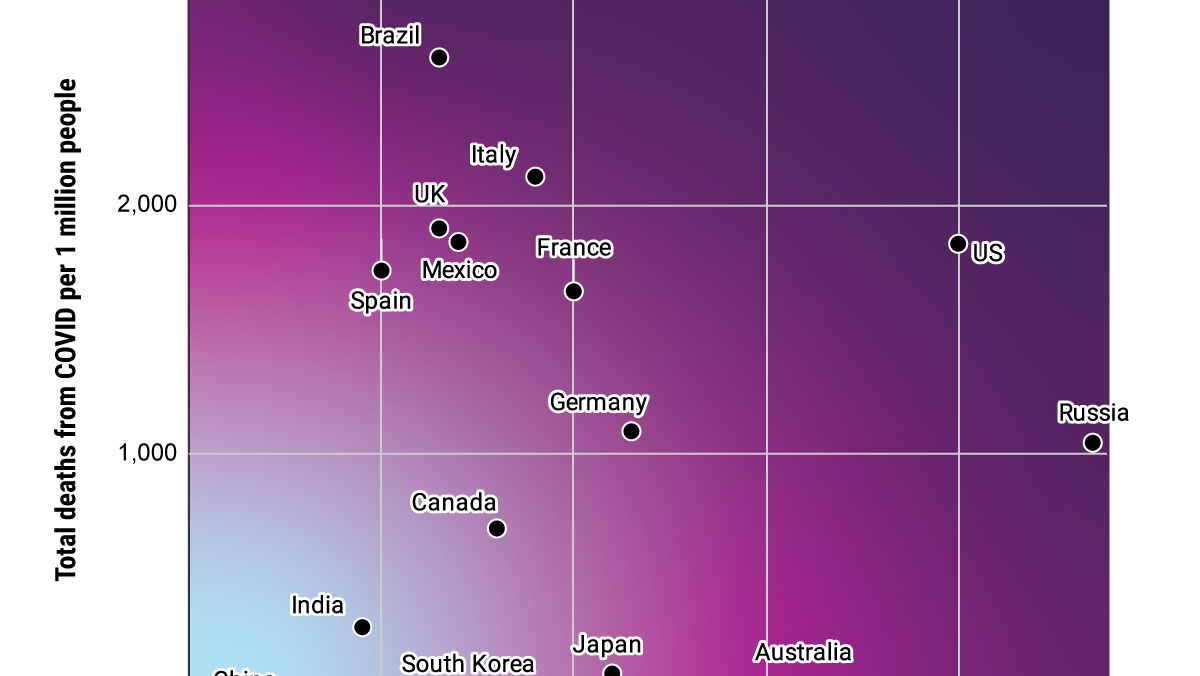 Total deaths from COVID per 1 million people
Brazil
Italy
2,000
UK
France
US
Mexico
Spain
Germany
Russia
1,000
Canada
India
Japan
Australia
South Korea
China